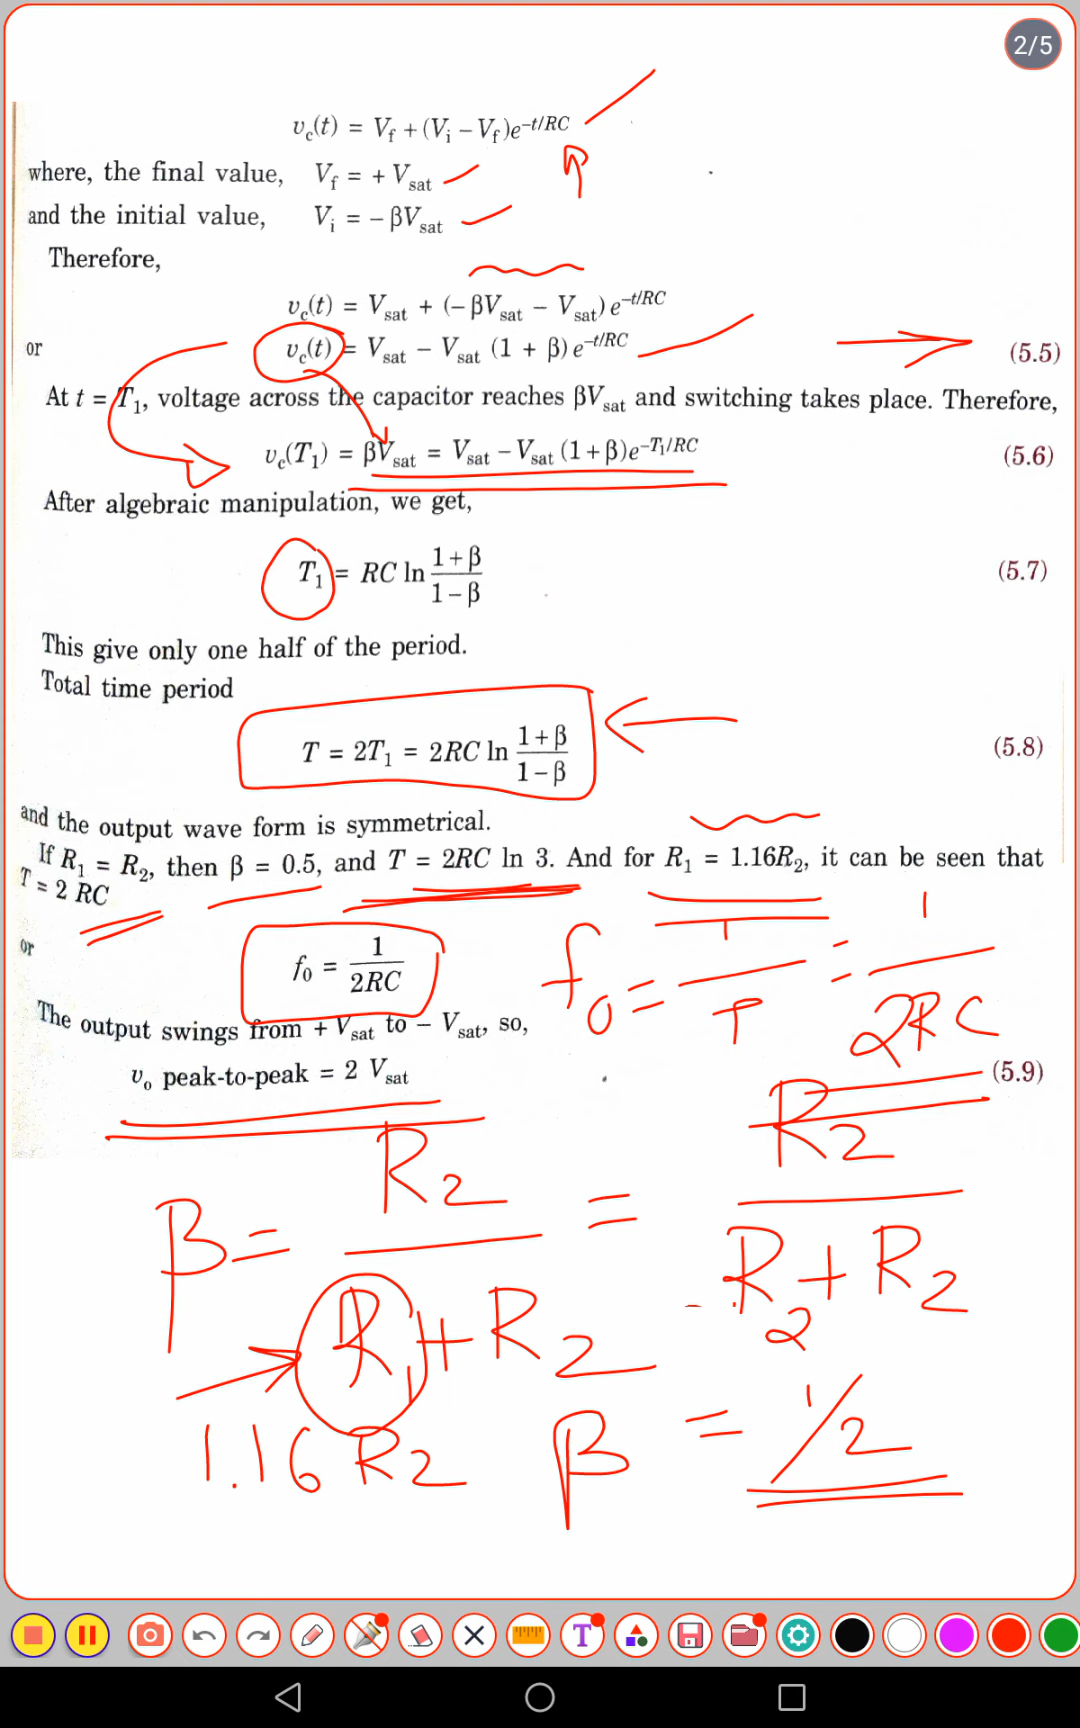 2/5
v_c(t) = V_f + (V_i – V_f)e^{–t/RC}
where, the final value, V_f = + V_sat
and the initial value, V_i = – βV_sat
Therefore,
v_c(t) = V_sat + (– βV_sat – V_sat) e^{–t/RC}
or v_c(t) = V_sat – V_sat (1 + β) e^{–t/RC} (5.5)
At t = T_1, voltage across the capacitor reaches βV_sat and switching takes place. Therefore,
v_c(T_1) = βV_sat = V_sat – V_sat (1+β)e^{–T_1/RC} (5.6)
After algebraic manipulation, we get,
T_1 = RC ln (1+β)/(1–β) (5.7)
This give only one half of the period.
Total time period
T = 2T_1 = 2RC ln (1+β)/(1–β) (5.8)
and the output wave form is symmetrical.
If R_1 = R_2, then β = 0.5, and T = 2RC ln 3. And for R_1 = 1.16R_2, it can be seen that
T = 2 RC
or f_0 = 1/2RC
f_0 = 1/T = 1/2RC
The output swings from + V_sat to – V_sat, so,
v_o peak-to-peak = 2 V_sat (5.9)
β = R_2/(R_1+R_2) = R_2/(R_2+R_2)
1.16 R_2
β = 1/2
T